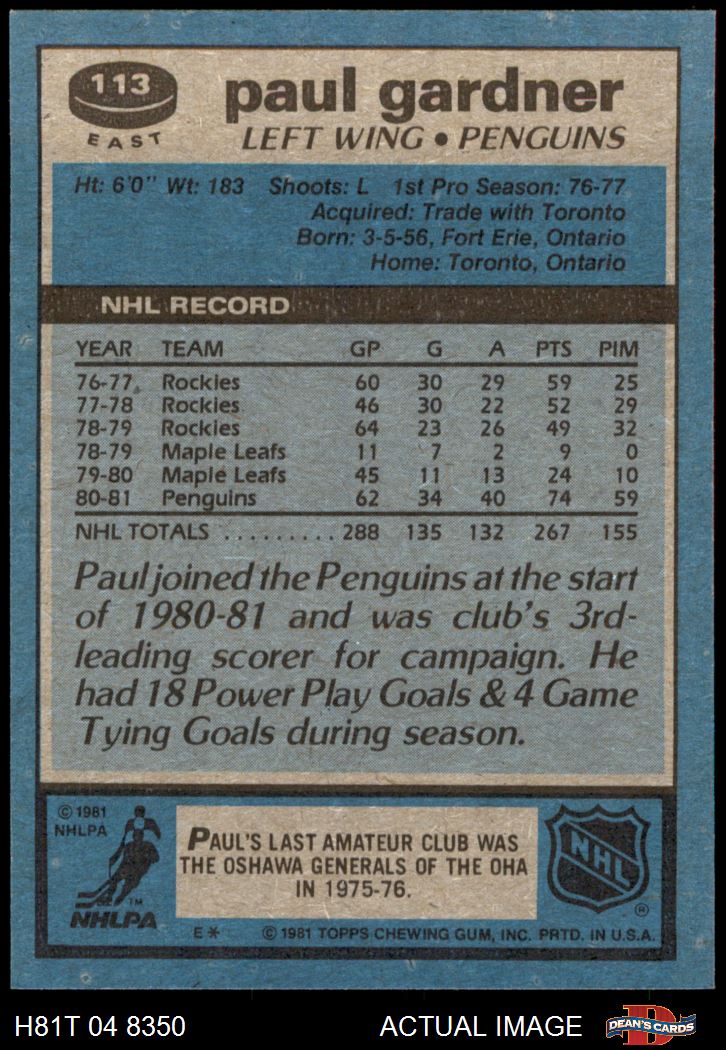 113
EAST
paul gardner
LEFT WING • PENGUINS
Ht: 6'0" Wt: 183 Shoots: L 1st Pro Season: 76-77
Acquired: Trade with Toronto
Born: 3-5-56, Fort Erie, Ontario
Home: Toronto, Ontario
NHL RECORD
YEAR TEAM GP G A PTS PIM
76-77 Rockies 60 30 29 59 25
77-78 Rockies 46 30 22 52 29
78-79 Rockies 64 23 26 49 32
78-79 Maple Leafs 11 7 2 9 0
79-80 Maple Leafs 45 11 13 24 10
80-81 Penguins 62 34 40 74 59
NHL TOTALS . . . . . . . . . 288 135 132 267 155
Paul joined the Penguins at the start
of 1980-81 and was club's 3rd-
leading scorer for campaign. He
had 18 Power Play Goals & 4 Game
Tying Goals during season.
© 1981
NHLPA
TM
NHLPA
PAUL'S LAST AMATEUR CLUB WAS
THE OSHAWA GENERALS OF THE OHA
IN 1975-76.
NHL
®
E* © 1981 TOPPS CHEWING GUM, INC. PRTD. IN U.S.A.
H81T 04 8350 ACTUAL IMAGE
D
DEAN'S CARDS